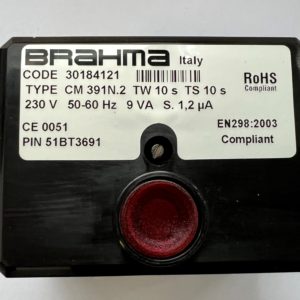 BRAHMA Italy
CODE 30184121
RoHS
Compliant
TYPE CM 391N.2 TW 10 s TS 10 s
230 V 50-60 Hz 9 VA S. 1,2 µA
CE 0051
EN298:2003
PIN 51BT3691
Compliant